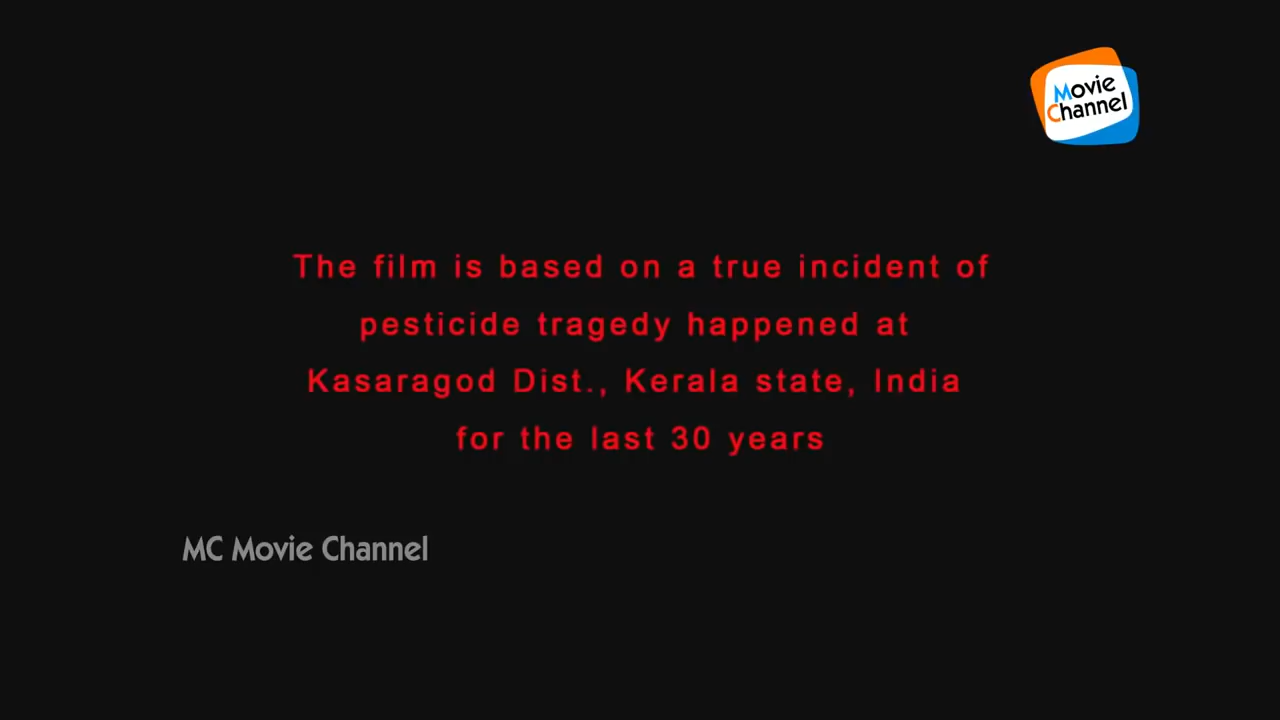 Movie
Channel
The film is based on a true incident of
pesticide tragedy happened at
Kasaragod Dist., Kerala state, India
for the last 30 years
MC Movie Channel